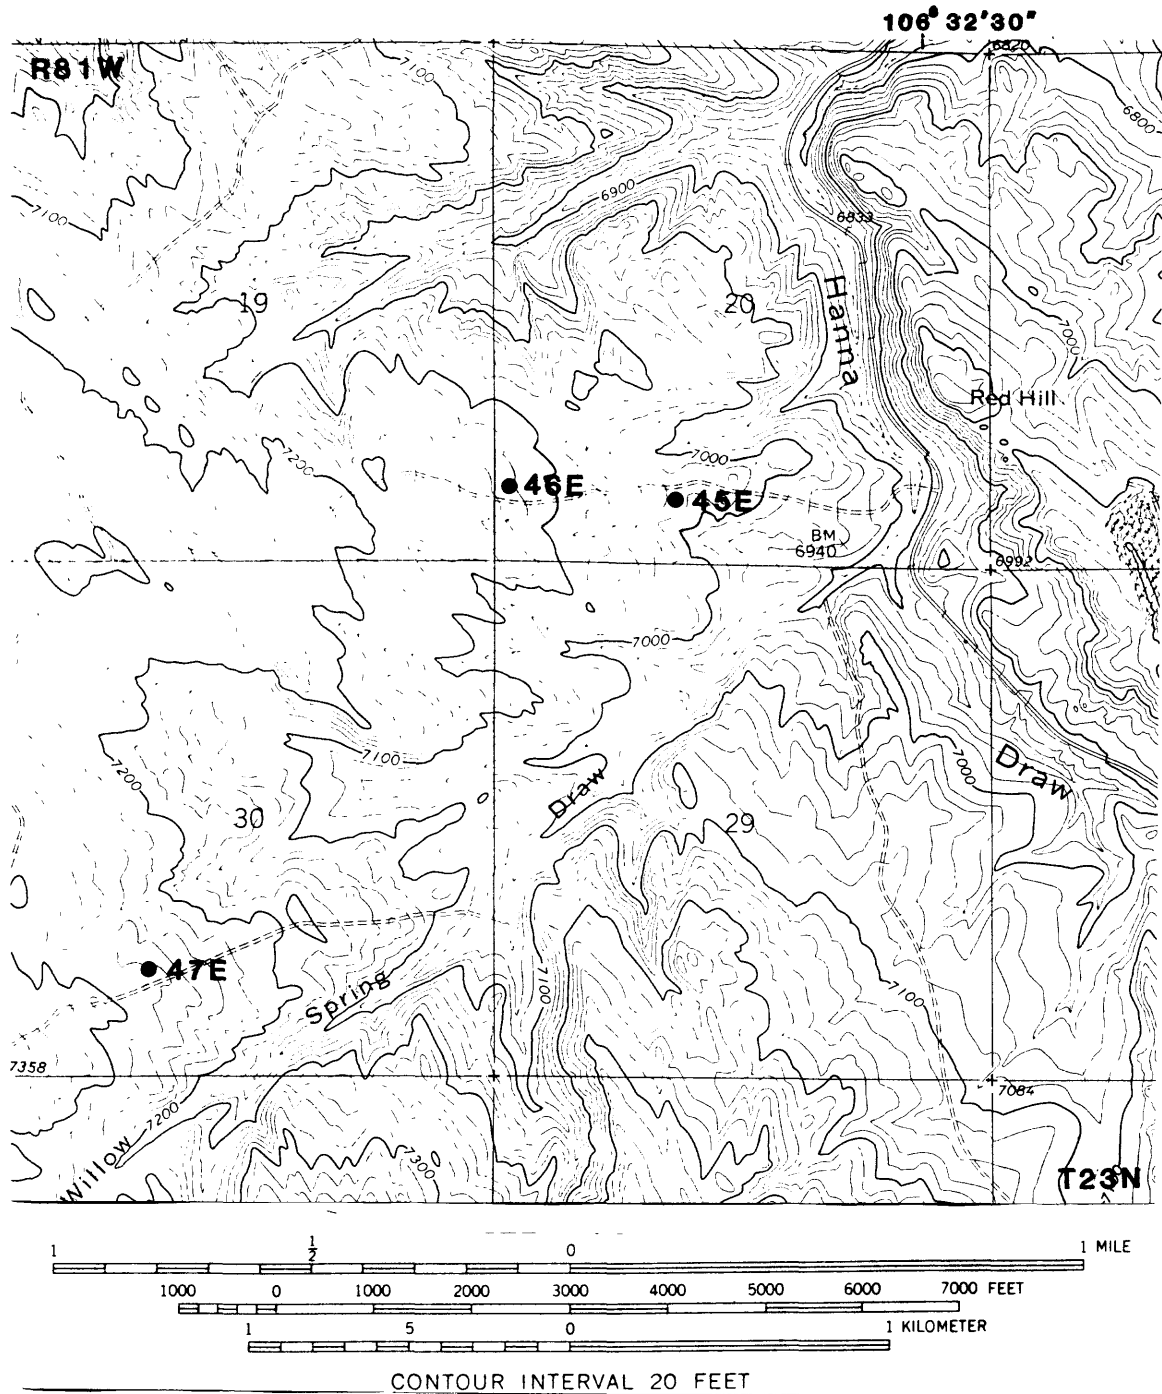 106° 32'30"
R81W
7100
6820
6800
7100
6900
6833
19
20
Hanna
7000
Red Hill
7200
7000
46E
45E
BM
6940
6992
7000
7200
7100
Draw
7000
Draw
30
29
47E
Spring
7100
7100
7358
7084
7200
Willow
7300
T23N
1 1/2 0 1 MILE
1000 0 1000 2000 3000 4000 5000 6000 7000 FEET
1 5 0 1 KILOMETER
CONTOUR INTERVAL 20 FEET